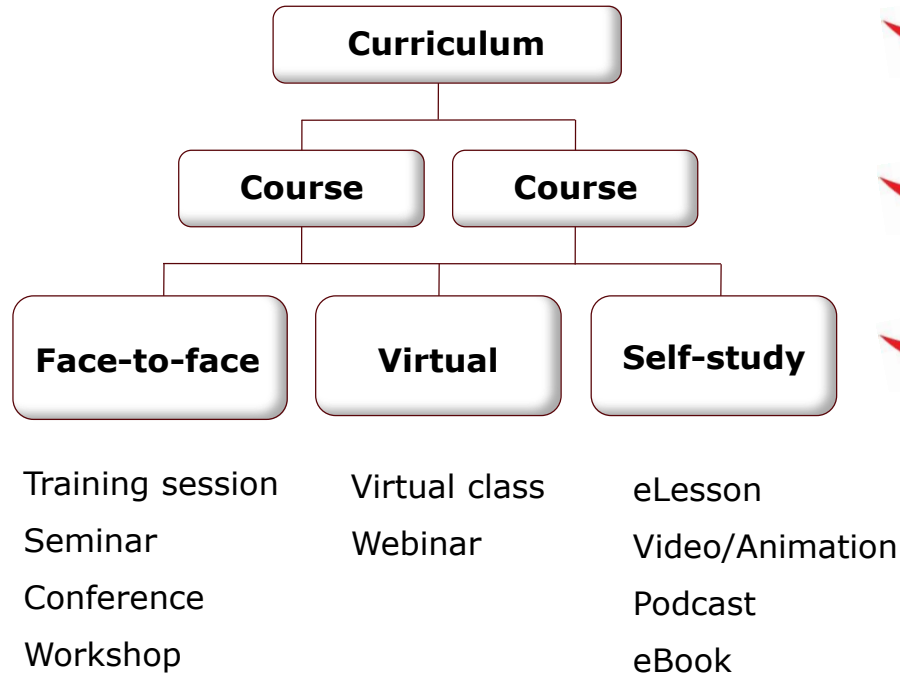 Curriculum
Course
Course
Face-to-face
Virtual
Self-study
Training session
Seminar
Conference
Workshop
Virtual class
Webinar
eLesson
Video/Animation
Podcast
eBook